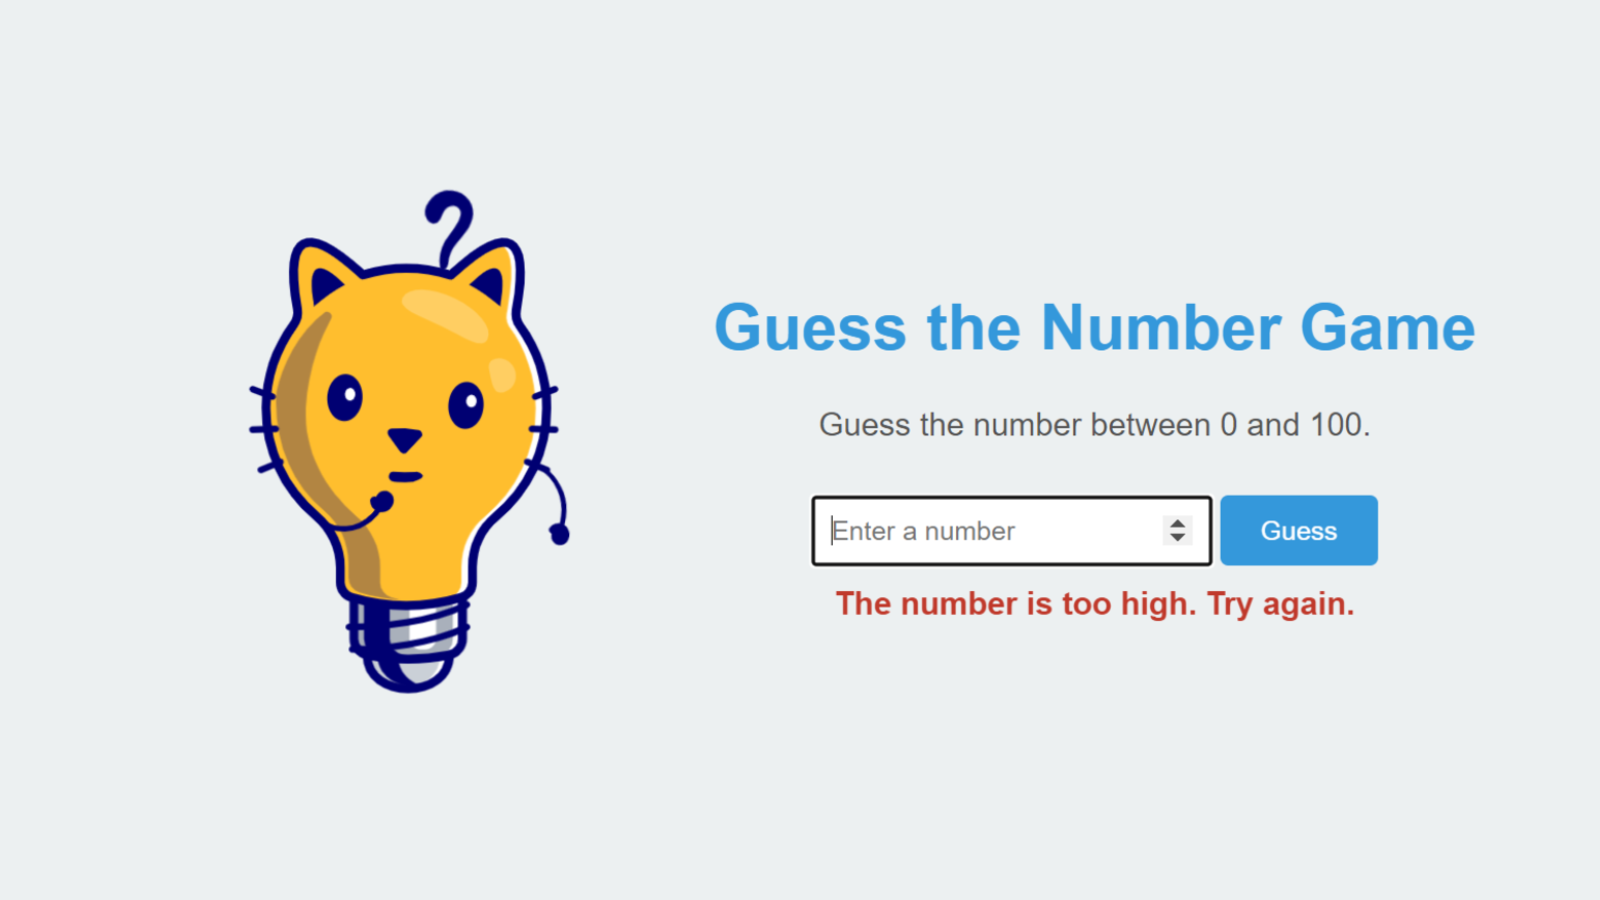 Guess the Number Game
Guess the number between 0 and 100.
Enter a number
Guess
The number is too high. Try again.